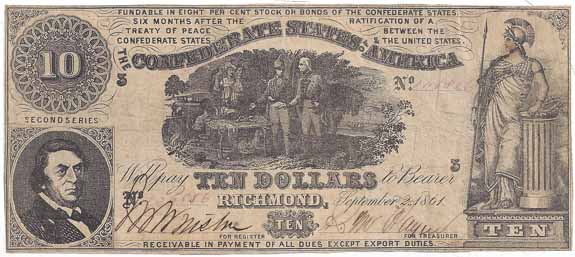 FUNDABLE IN EIGHT PER CENT STOCK OR BONDS OF THE CONFEDERATE STATES.
SIX MONTHS AFTER THE RATIFICATION OF A
TREATY OF PEACE BETWEEN THE
CONFEDERATE STATES & THE UNITED STATES.
THE CONFEDERATE STATES OF AMERICA
10
No
3
SECOND SERIES
Will pay TEN DOLLARS to Bearer
3
No
RICHMOND, September 2, 1861.
FOR REGISTER
TEN
FOR TREASURER
TEN
RECEIVABLE IN PAYMENT OF ALL DUES EXCEPT EXPORT DUTIES.